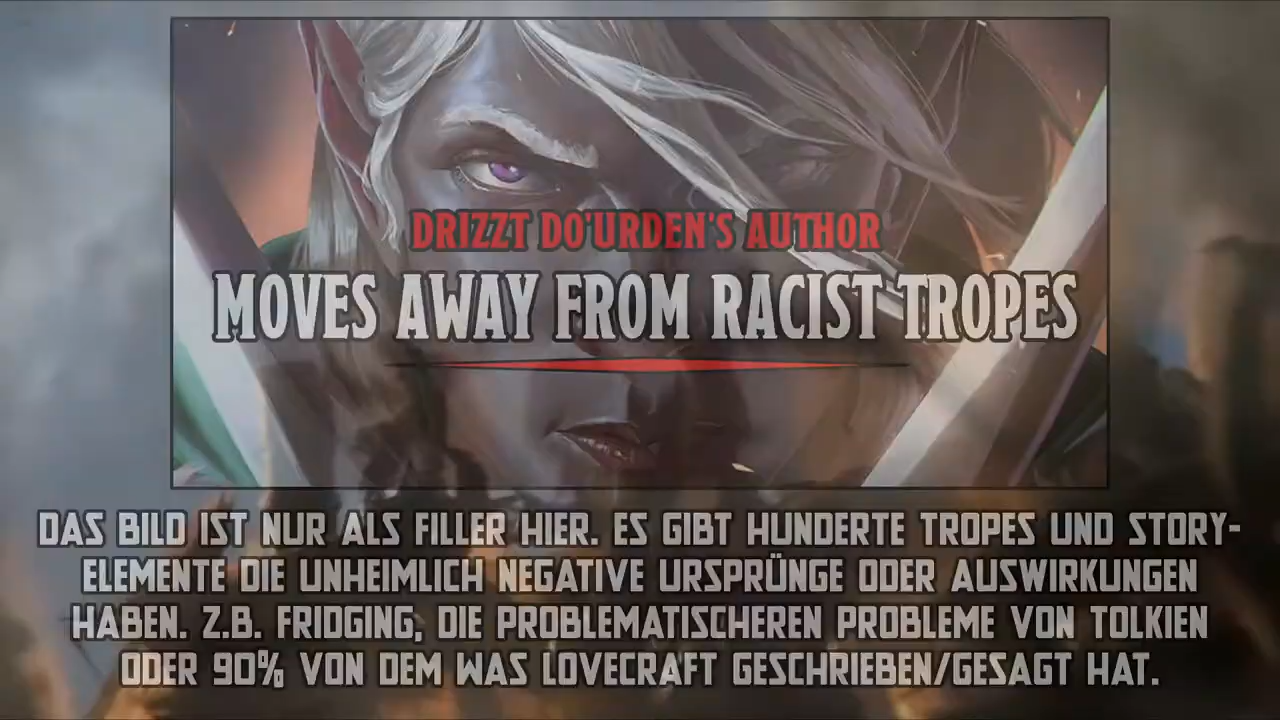 DRIZZT DO'URDEN'S AUTHOR
MOVES AWAY FROM RACIST TROPES
DAS BILD IST NUR ALS FILLER HIER. ES GIBT HUNDERTE TROPES UND STORY-
ELEMENTE DIE UNHEIMLICH NEGATIVE URSPRÜNGE ODER AUSWIRKUNGEN
HABEN. Z.B. FRIDGING, DIE PROBLEMATISCHEREN PROBLEME VON TOLKIEN
ODER 90% VON DEM WAS LOVECRAFT GESCHRIEBEN/GESAGT HAT.